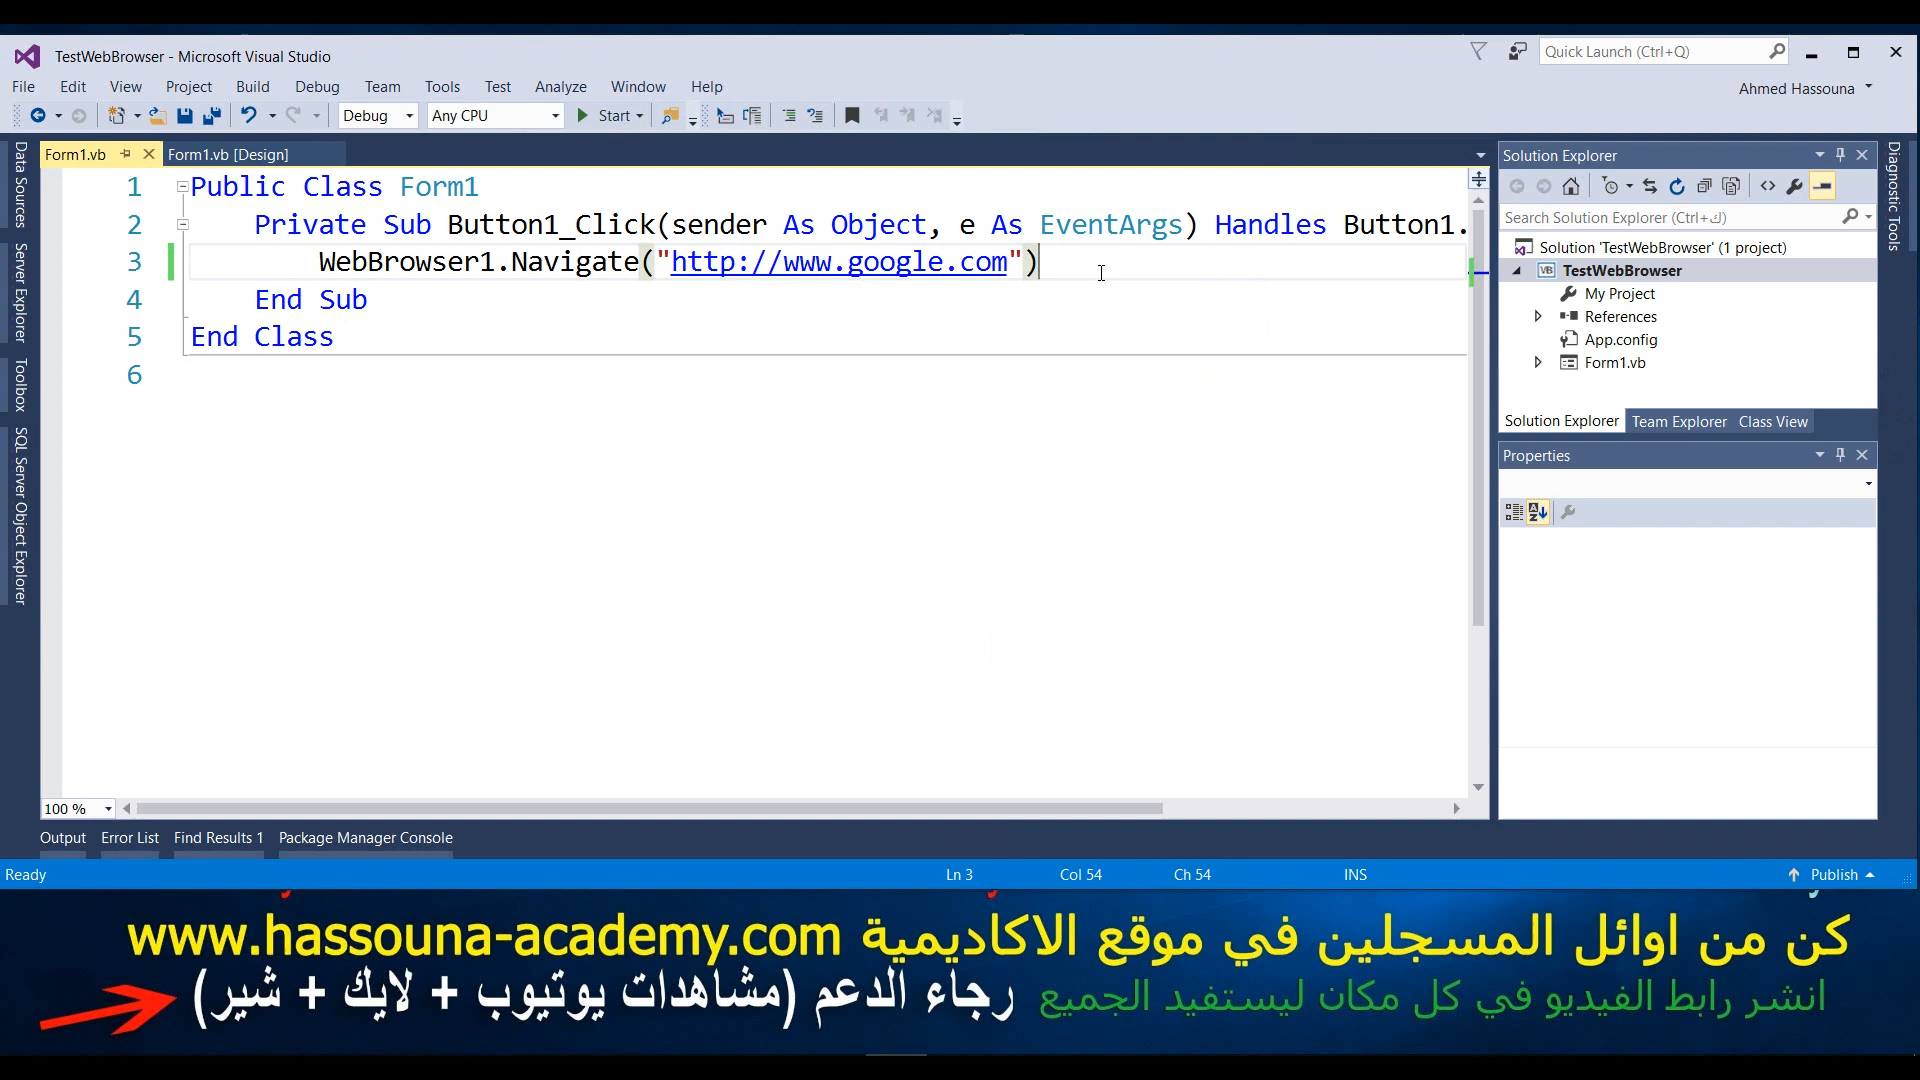 TestWebBrowser - Microsoft Visual Studio
Quick Launch (Ctrl+Q)
File Edit View Project Build Debug Team Tools Test Analyze Window Help
Ahmed Hassouna
Debug Any CPU Start
Form1.vb Form1.vb [Design]
Data Sources
Server Explorer
Toolbox
SQL Server Object Explorer
1 Public Class Form1
2 Private Sub Button1_Click(sender As Object, e As EventArgs) Handles Button1.
3 WebBrowser1.Navigate("http://www.google.com")
4 End Sub
5 End Class
6
100 %
Solution Explorer
Search Solution Explorer (Ctrl+ك)
Solution 'TestWebBrowser' (1 project)
VB TestWebBrowser
My Project
References
App.config
Form1.vb
Solution Explorer Team Explorer Class View
Properties
Diagnostic Tools
Output Error List Find Results 1 Package Manager Console
Ready Ln 3 Col 54 Ch 54 INS Publish
كن من اوائل المسجلين في موقع الاكاديمية www.hassouna-academy.com
انشر رابط الفيديو في كل مكان ليستفيد الجميع رجاء الدعم (مشاهدات يوتيوب + لايك + شير)